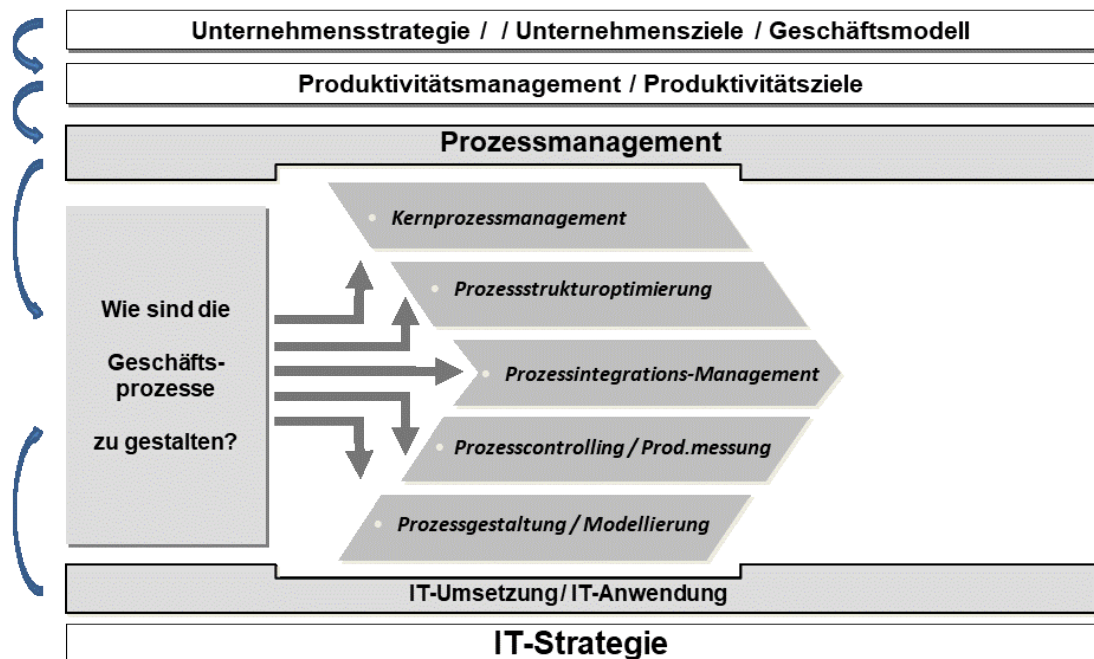 Unternehmensstrategie / / Unternehmensziele / Geschäftsmodell
Produktivitätsmanagement / Produktivitätsziele
Prozessmanagement
Wie sind die
Geschäfts-
prozesse
zu gestalten?
• Kernprozessmanagement
• Prozessstrukturoptimierung
• Prozessintegrations-Management
• Prozesscontrolling / Prod.messung
• Prozessgestaltung / Modellierung
IT-Umsetzung/ IT-Anwendung
IT-Strategie